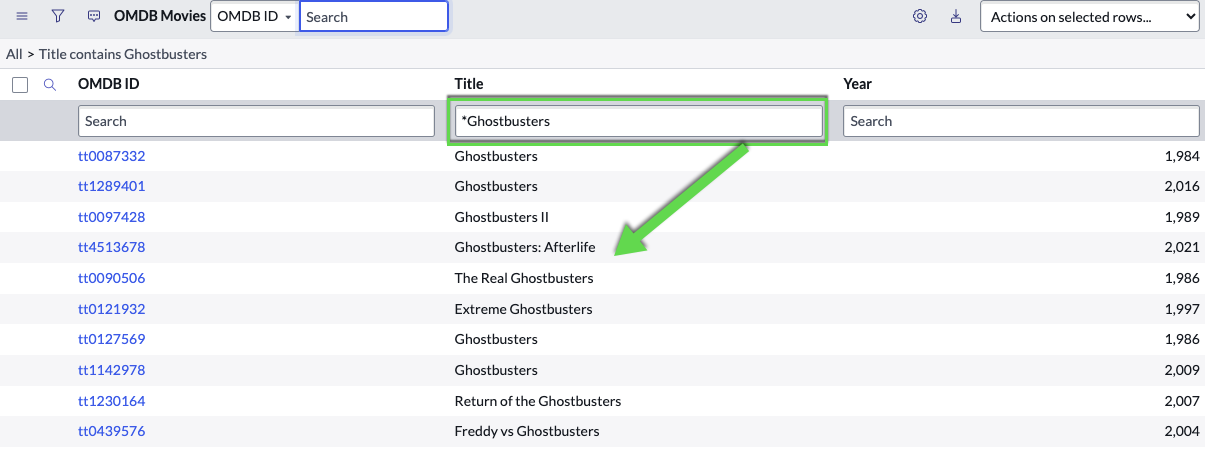 OMDB Movies OMDB ID Search Actions on selected rows...
All > Title contains Ghostbusters
OMDB ID Title Year
Search *Ghostbusters Search
tt0087332 Ghostbusters 1,984
tt1289401 Ghostbusters 2,016
tt0097428 Ghostbusters II 1,989
tt4513678 Ghostbusters: Afterlife 2,021
tt0090506 The Real Ghostbusters 1,986
tt0121932 Extreme Ghostbusters 1,997
tt0127569 Ghostbusters 1,986
tt1142978 Ghostbusters 2,009
tt1230164 Return of the Ghostbusters 2,007
tt0439576 Freddy vs Ghostbusters 2,004